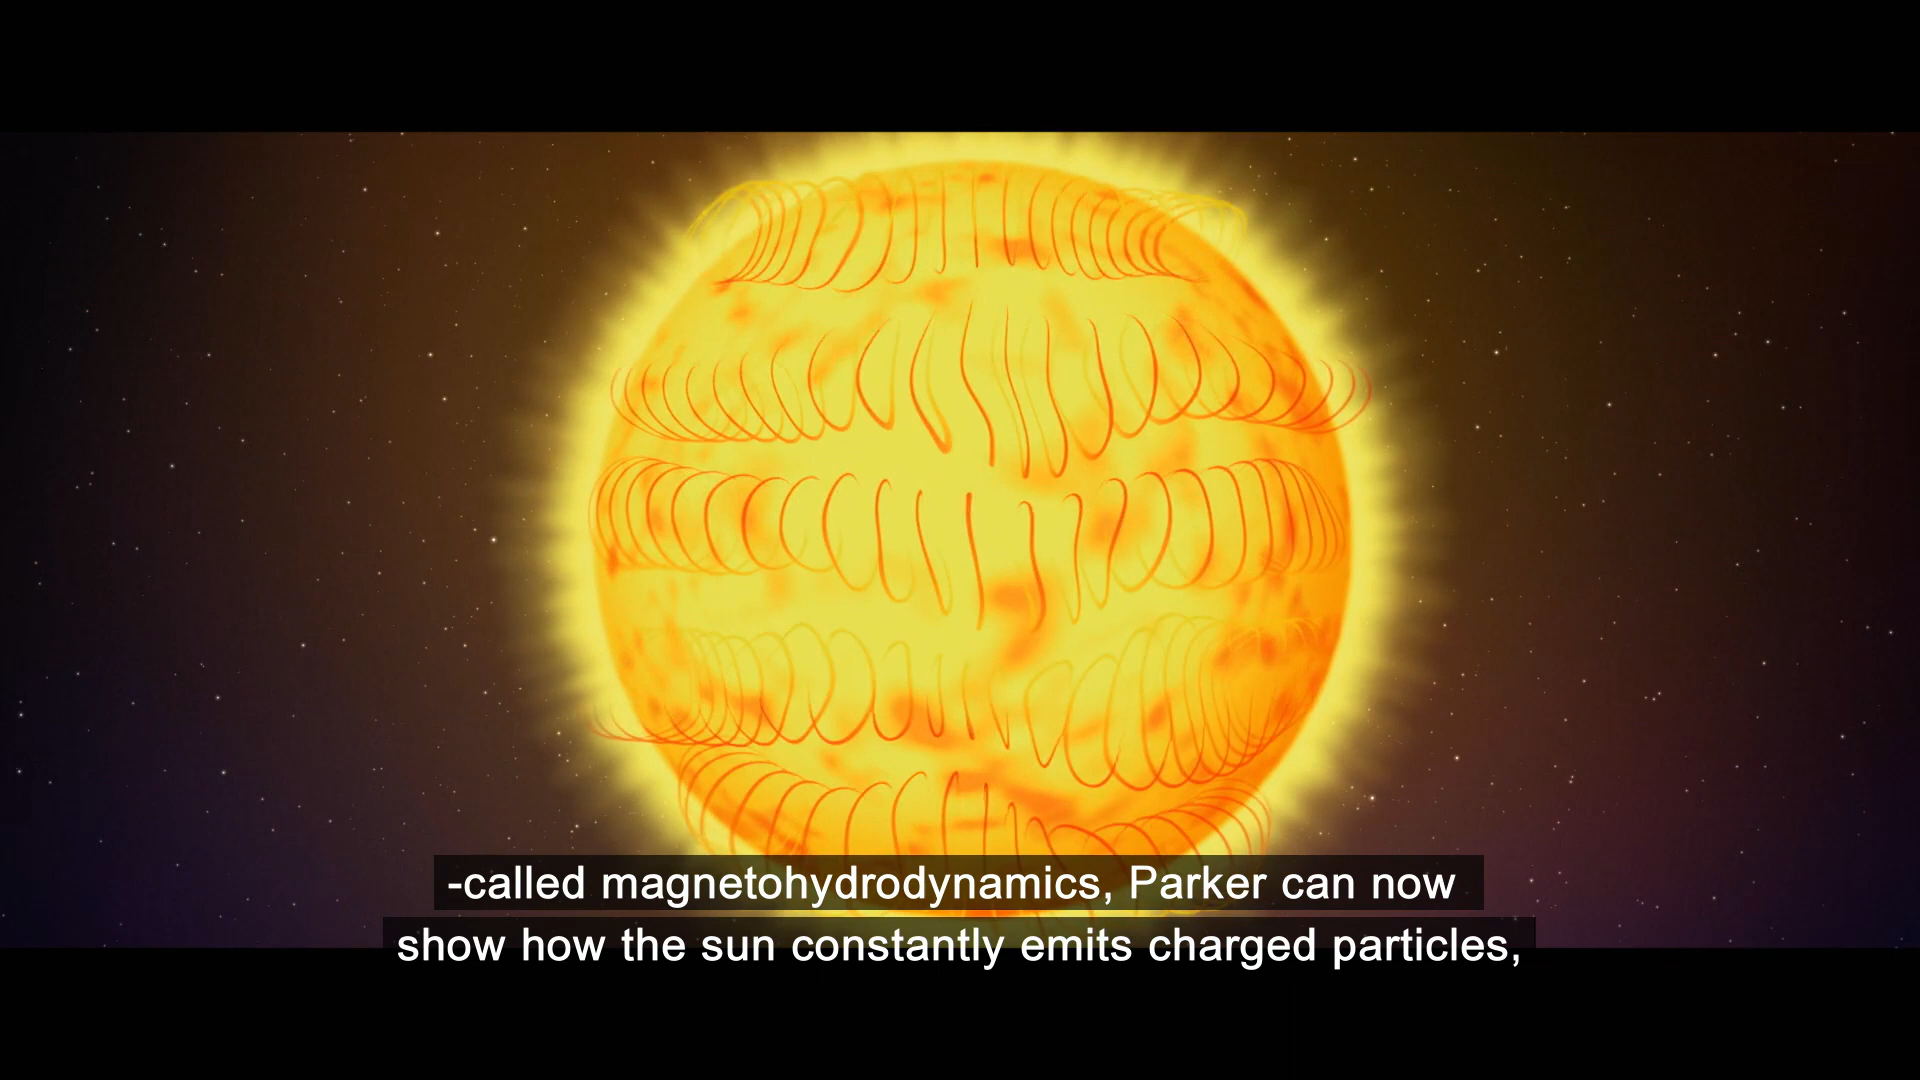 -called magnetohydrodynamics, Parker can now
show how the sun constantly emits charged particles,